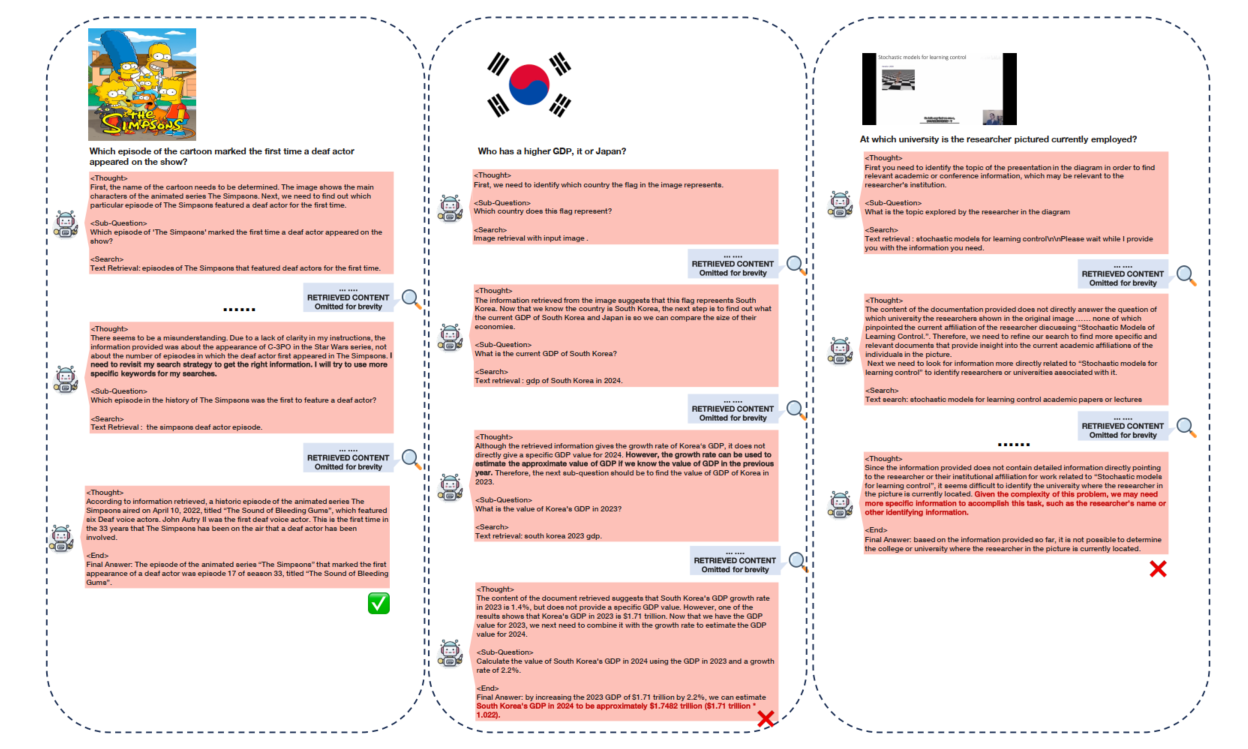 THE
SIMPSONS
Which episode of the cartoon marked the first time a deaf actor
appeared on the show?
<Thought>
First, the name of the cartoon needs to be determined. The image shows the main
characters of the animated series The Simpsons. Next, we need to find out which
particular episode of The Simpsons featured a deaf actor for the first time.
<Sub-Question>
Which episode of 'The Simpsons' marked the first time a deaf actor appeared on the
show?
<Search>
Text Retrieval: episodes of The Simpsons that featured deaf actors for the first time.
... ....
RETRIEVED CONTENT
Omitted for brevity
......
<Thought>
There seems to be a misunderstanding. Due to a lack of clarity in my instructions, the
information provided was about the appearance of C-3PO in the Star Wars series, not
about the number of episodes in which the deaf actor first appeared in The Simpsons. I
need to revisit my search strategy to get the right information. I will try to use more
specific keywords for my searches.
<Sub-Question>
Which episode in the history of The Simpsons was the first to feature a deaf actor?
<Search>
Text Retrieval : the simpsons deaf actor episode.
... ....
RETRIEVED CONTENT
Omitted for brevity
<Thought>
According to information retrieved, a historic episode of the animated series The
Simpsons aired on April 10, 2022, titled "The Sound of Bleeding Gums", which featured
six Deaf voice actors. John Autry II was the first deaf voice actor. This is the first time in
the 33 years that The Simpsons has been on the air that a deaf actor has been
involved.
<End>
Final Answer: The episode of the animated series "The Simpsons" that marked the first
appearance of a deaf actor was episode 17 of season 33, titled "The Sound of Bleeding
Gums".
Who has a higher GDP, it or Japan?
<Thought>
First, we need to identify which country the flag in the image represents.
<Sub-Question>
Which country does this flag represent?
<Search>
Image retrieval with input image .
... ....
RETRIEVED CONTENT
Omitted for brevity
<Thought>
The information retrieved from the image suggests that this flag represents South
Korea. Now that we know the country is South Korea, the next step is to find out what
the current GDP of South Korea and Japan is so we can compare the size of their
economies.
<Sub-Question>
What is the current GDP of South Korea?
<Search>
Text retrieval : gdp of South Korea in 2024.
... ....
RETRIEVED CONTENT
Omitted for brevity
<Thought>
Although the retrieved information gives the growth rate of Korea's GDP, it does not
directly give a specific GDP value for 2024. However, the growth rate can be used to
estimate the approximate value of GDP if we know the value of GDP in the previous
year. Therefore, the next sub-question should be to find the value of GDP of Korea in
2023.
<Sub-Question>
What is the value of Korea's GDP in 2023?
<Search>
Text retrieval: south korea 2023 gdp.
... ....
RETRIEVED CONTENT
Omitted for brevity
<Thought>
The content of the document retrieved suggests that South Korea's GDP growth rate
in 2023 is 1.4%, but does not provide a specific GDP value. However, one of the
results shows that Korea's GDP in 2023 is $1.71 trillion. Now that we have the GDP
value for 2023, we next need to combine it with the growth rate to estimate the GDP
value for 2024.
<Sub-Question>
Calculate the value of South Korea's GDP in 2024 using the GDP in 2023 and a growth
rate of 2.2%.
<End>
Final Answer: by increasing the 2023 GDP of $1.71 trillion by 2.2%, we can estimate
South Korea's GDP in 2024 to be approximately $1.7482 trillion ($1.71 trillion *
1.022).
Stochastic models for learning control
At which university is the researcher pictured currently employed?
<Thought>
First you need to identify the topic of the presentation in the diagram in order to find
relevant academic or conference information, which may be relevant to the
researcher's institution.
<Sub-Question>
What is the topic explored by the researcher in the diagram
<Search>
Text retrieval : stochastic models for learning control\n\nPlease wait while I provide
you with the information you need.
... ....
RETRIEVED CONTENT
Omitted for brevity
<Thought>
The content of the documentation provided does not directly answer the question of
which university the researchers shown in the original image ...... none of which
pinpointed the current affiliation of the researcher discussing "Stochastic Models of
Learning Control.". Therefore, we need to refine our search to find more specific and
relevant documents that provide insight into the current academic affiliations of the
individuals in the picture.
Next we need to look for information more directly related to "Stochastic models for
learning control" to identify researchers or universities associated with it.
<Search>
Text search: stochastic models for learning control academic papers or lectures
... ....
RETRIEVED CONTENT
Omitted for brevity
......
<Thought>
Since the information provided does not contain detailed information directly pointing
to the researcher or their institutional affiliation for work related to "Stochastic models
for learning control", it seems difficult to identify the university where the researcher in
the picture is currently located. Given the complexity of this problem, we may need
more specific information to accomplish this task, such as the researcher's name or
other identifying information.
<End>
Final Answer: based on the information provided so far, it is not possible to determine
the college or university where the researcher in the picture is currently located.